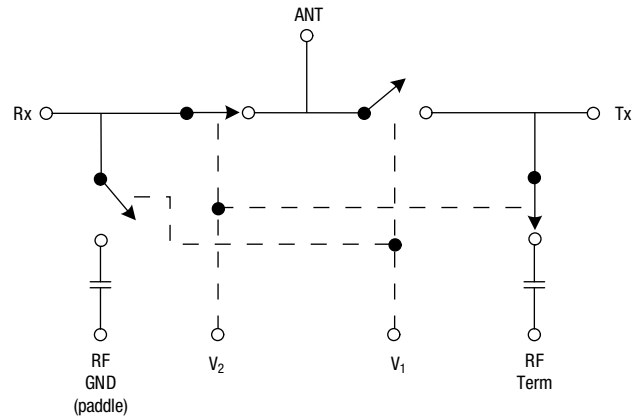 ANT
Rx
Tx
RF
GND
(paddle)
V₂
V₁
RF
Term